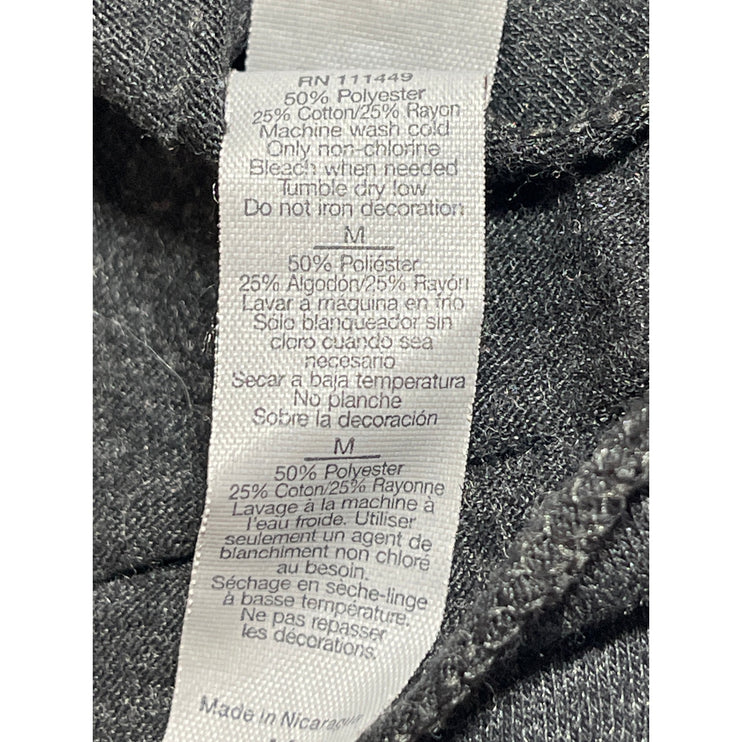 RN 111449
50% Polyester
25% Cotton/25% Rayon
Machine wash cold
Only non-chlorine
Bleach when needed
Tumble dry low
Do not iron decoration
M
50% Poliéster
25% Algodón/25% Rayón
Lavar a máquina en frio
Sólo blanqueador sin
cloro cuando sea
necesario
Secar a baja temperatura
No planche
Sobre la decoración
M
50% Polyester
25% Coton/25% Rayonne
Lavage à la machine à
l'eau froide. Utiliser
seulement un agent de
blanchiment non chloré
au besoin.
Séchage en sèche-linge
à basse température.
Ne pas repasser
les décorations.
Made in Nicaragua